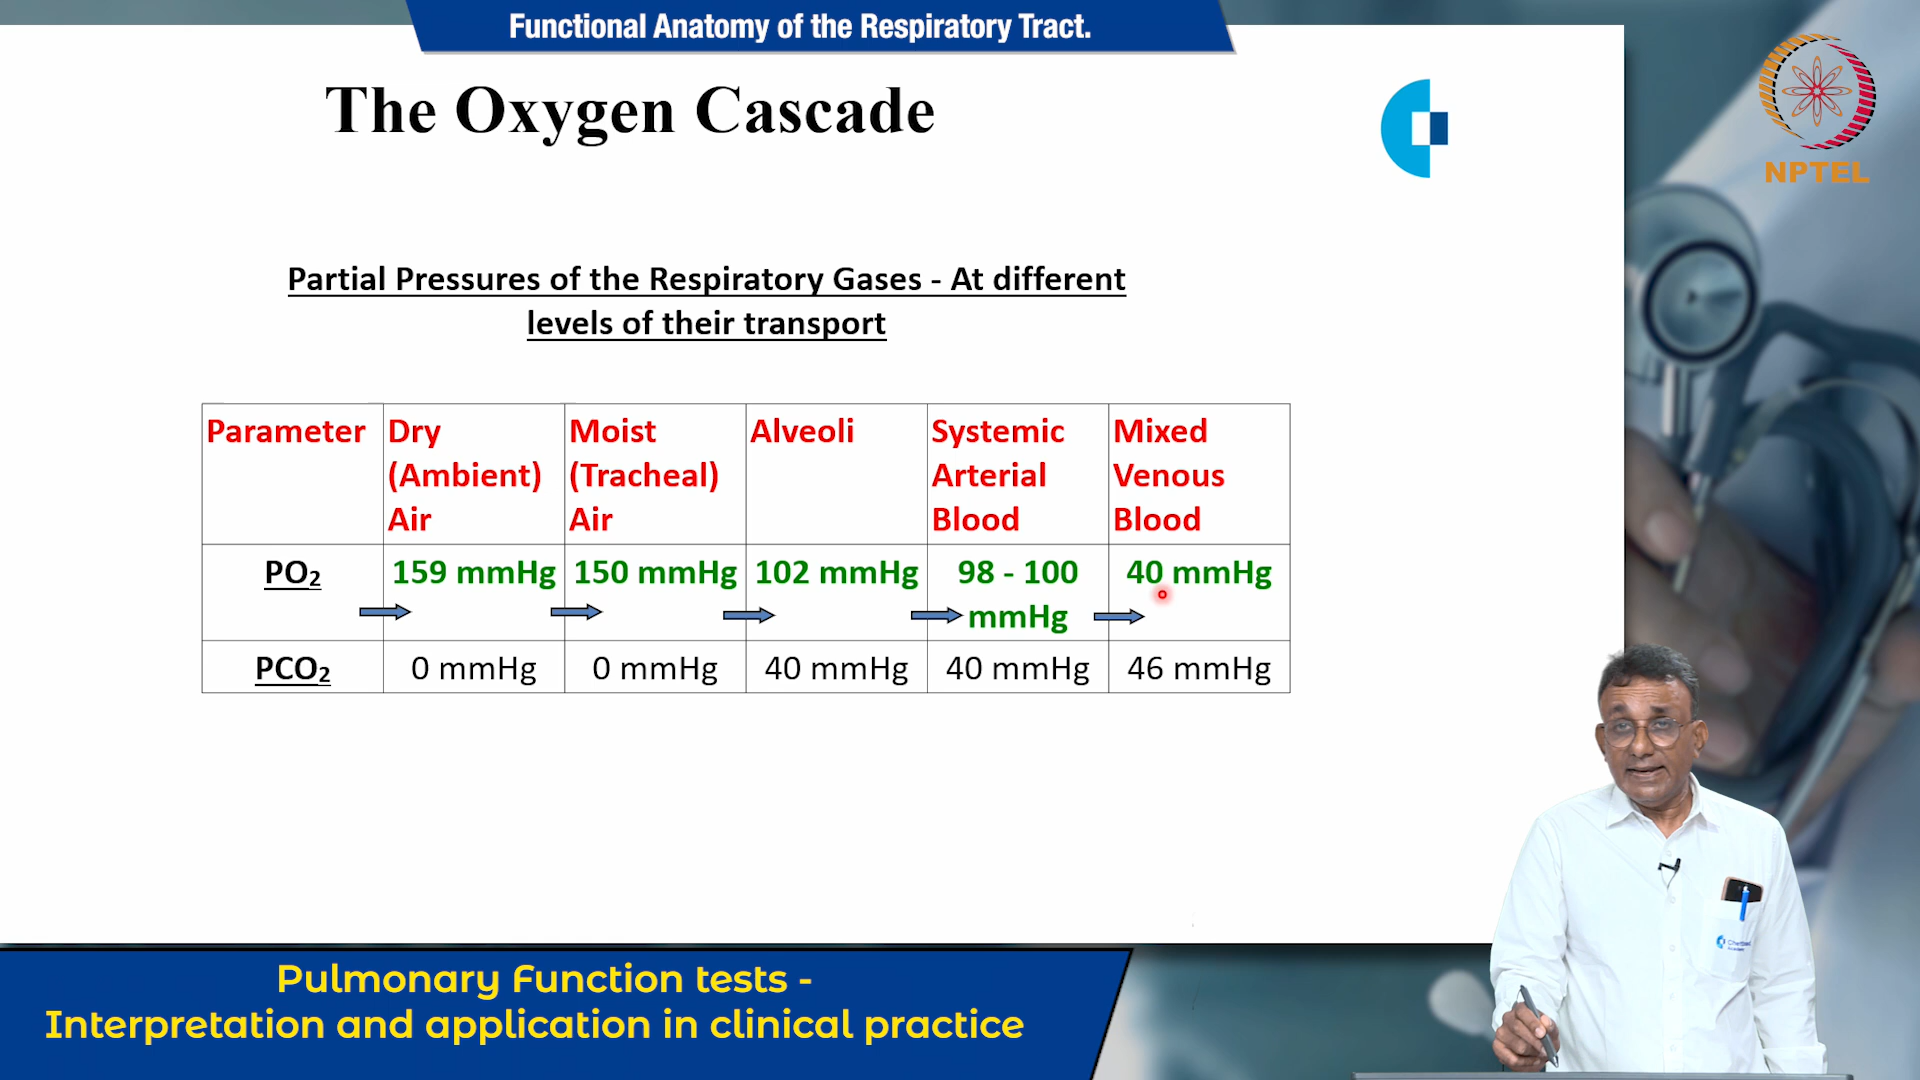 Functional Anatomy of the Respiratory Tract.
The Oxygen Cascade
NPTEL
Partial Pressures of the Respiratory Gases - At different
levels of their transport
Parameter Dry (Ambient) Air Moist (Tracheal) Air Alveoli Systemic Arterial Blood Mixed Venous Blood
PO₂ 159 mmHg 150 mmHg 102 mmHg 98 - 100 mmHg 40 mmHg
PCO₂ 0 mmHg 0 mmHg 40 mmHg 40 mmHg 46 mmHg
Pulmonary Function tests -
Interpretation and application in clinical practice